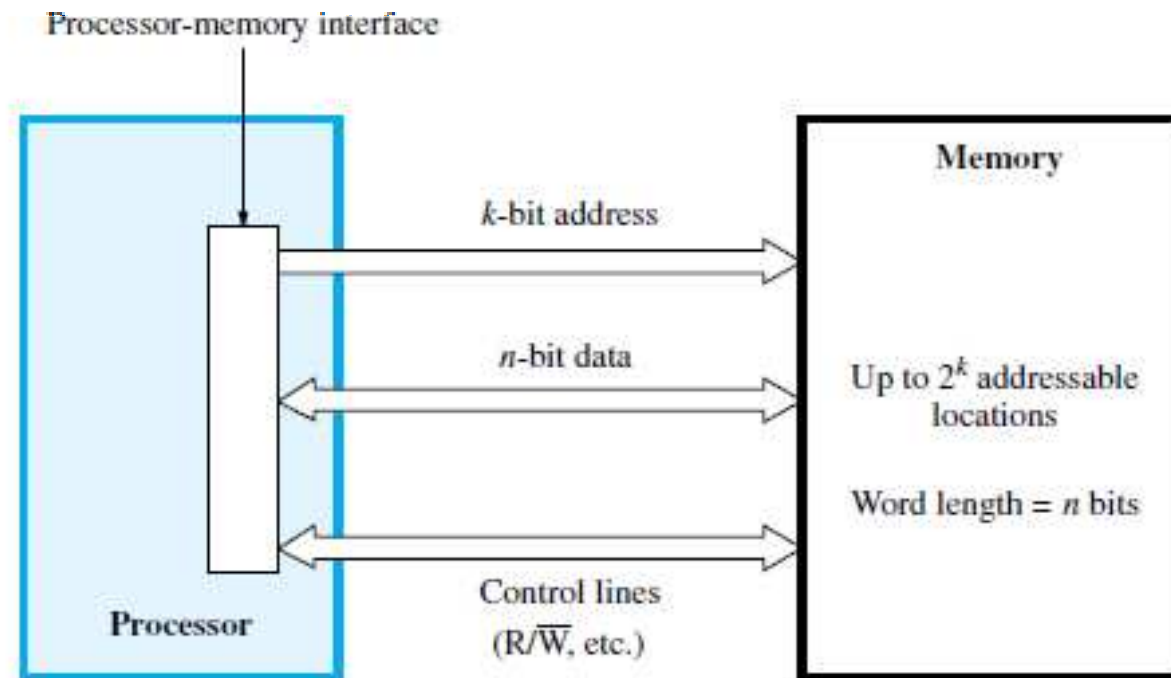 Processor-memory interface
Memory
k-bit address
n-bit data
Up to 2^k addressable
locations
Word length = n bits
Control lines
(R/W̅, etc.)
Processor